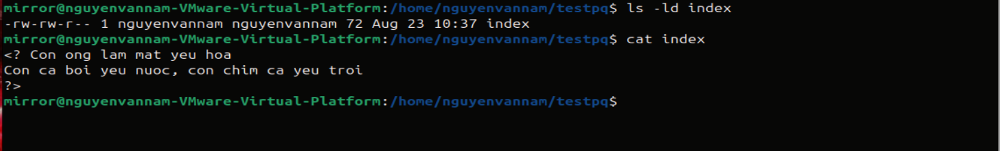 mirror@nguyenvannam-VMware-Virtual-Platform:/home/nguyenvannam/testpq$ ls -ld index
-rw-rw-r-- 1 nguyenvannam nguyenvannam 72 Aug 23 10:37 index
mirror@nguyenvannam-VMware-Virtual-Platform:/home/nguyenvannam/testpq$ cat index
<? Con ong lam mat yeu hoa
Con ca boi yeu nuoc, con chim ca yeu troi
?>
mirror@nguyenvannam-VMware-Virtual-Platform:/home/nguyenvannam/testpq$